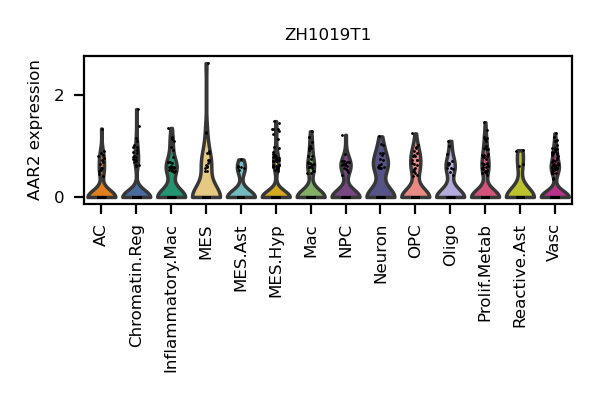 ZH1019T1
AAR2 expression
2
0
AC
Chromatin.Reg
Inflammatory.Mac
MES
MES.Ast
MES.Hyp
Mac
NPC
Neuron
OPC
Oligo
Prolif.Metab
Reactive.Ast
Vasc